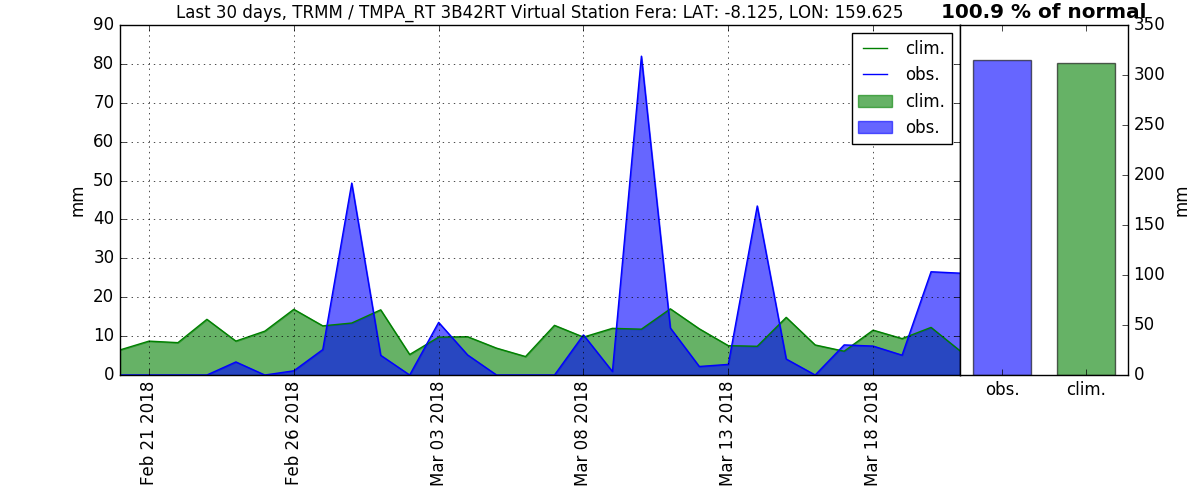 Last 30 days, TRMM / TMPA_RT 3B42RT Virtual Station Fera: LAT: -8.125, LON: 159.625
100.9 % of normal
90
80
70
60
50
40
30
20
10
0
mm
clim.
obs.
clim.
obs.
350
300
250
200
150
100
50
0
mm
Feb 21 2018
Feb 26 2018
Mar 03 2018
Mar 08 2018
Mar 13 2018
Mar 18 2018
obs.
clim.